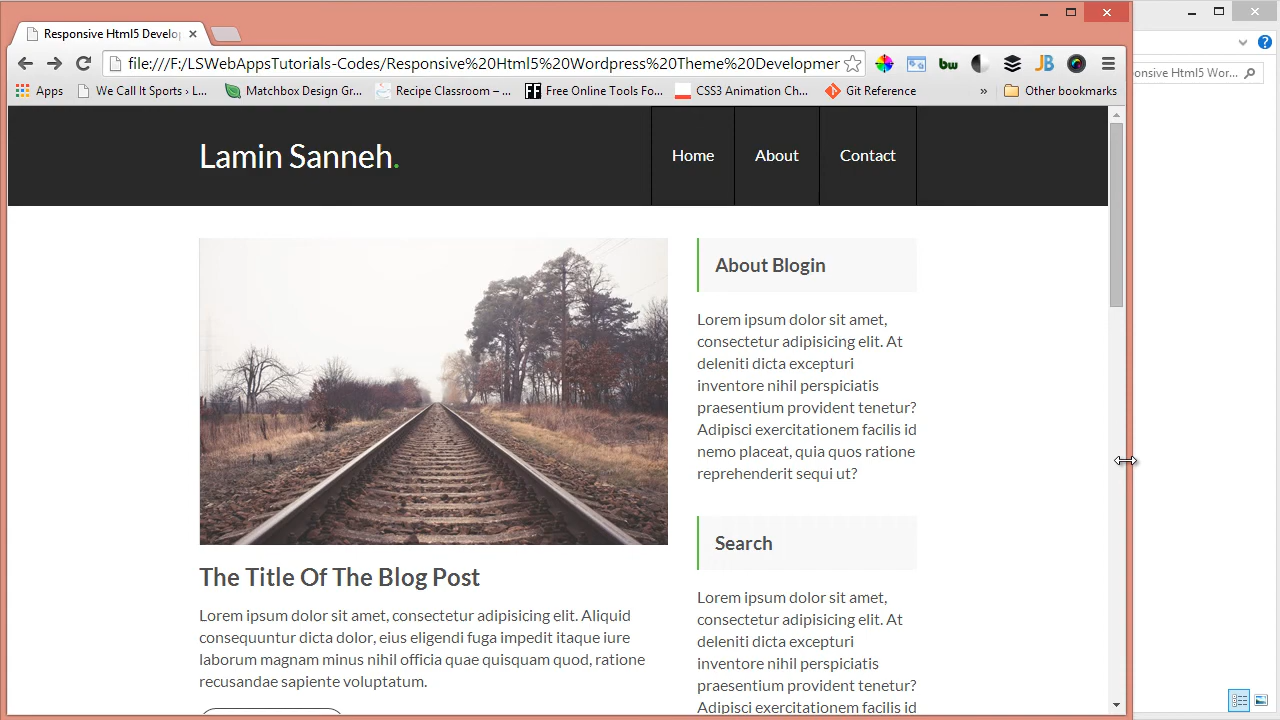 Responsive Html5 Develop
file:///F:/LSWebAppsTutorials-Codes/Responsive%20Html5%20Wordpress%20Theme%20Developmer
onsive Html5 Wor...
Apps We Call It Sports › L... Matchbox Design Gr... Recipe Classroom – ... FF Free Online Tools Fo... CSS3 Animation Ch... Git Reference » Other bookmarks
bw
JB
Lamin Sanneh.
Home About Contact
About Blogin
Lorem ipsum dolor sit amet,
consectetur adipisicing elit. At
deleniti dicta excepturi
inventore nihil perspiciatis
praesentium provident tenetur?
Adipisci exercitationem facilis id
nemo placeat, quia quos ratione
reprehenderit sequi ut?
Search
Lorem ipsum dolor sit amet,
consectetur adipisicing elit. At
deleniti dicta excepturi
inventore nihil perspiciatis
praesentium provident tenetur?
Adipisci exercitationem facilis id
The Title Of The Blog Post
Lorem ipsum dolor sit amet, consectetur adipisicing elit. Aliquid
consequuntur dicta dolor, eius eligendi fuga impedit itaque iure
laborum magnam minus nihil officia quae quisquam quod, ratione
recusandae sapiente voluptatum.